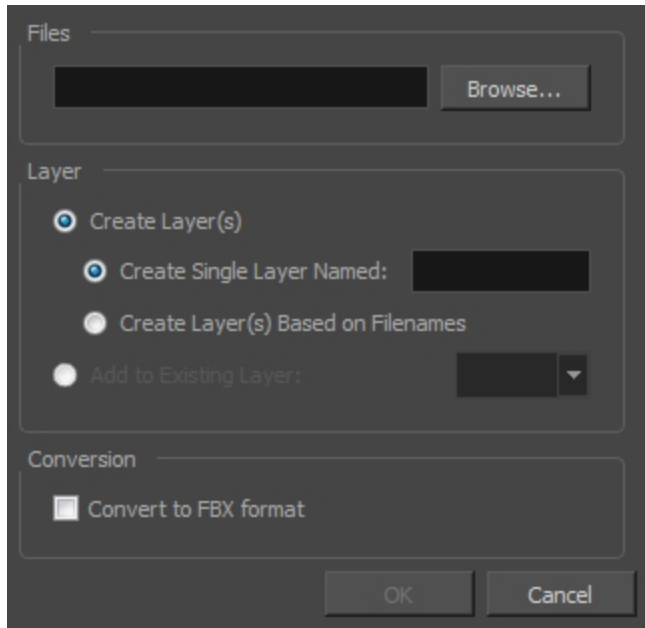 Files
Browse...
Layer
Create Layer(s)
Create Single Layer Named:
Create Layer(s) Based on Filenames
Add to Existing Layer:
Conversion
Convert to FBX format
OK
Cancel